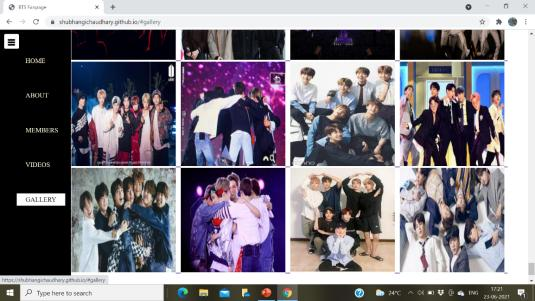 BTS Fanpage
shubhangichaudhary.github.io/#gallery
HOME
ABOUT
MEMBERS
VIDEOS
GALLERY
https://shubhangichaudhary.github.io/#gallery
Type here to search
24°C
ENG
17:21
23-06-2021